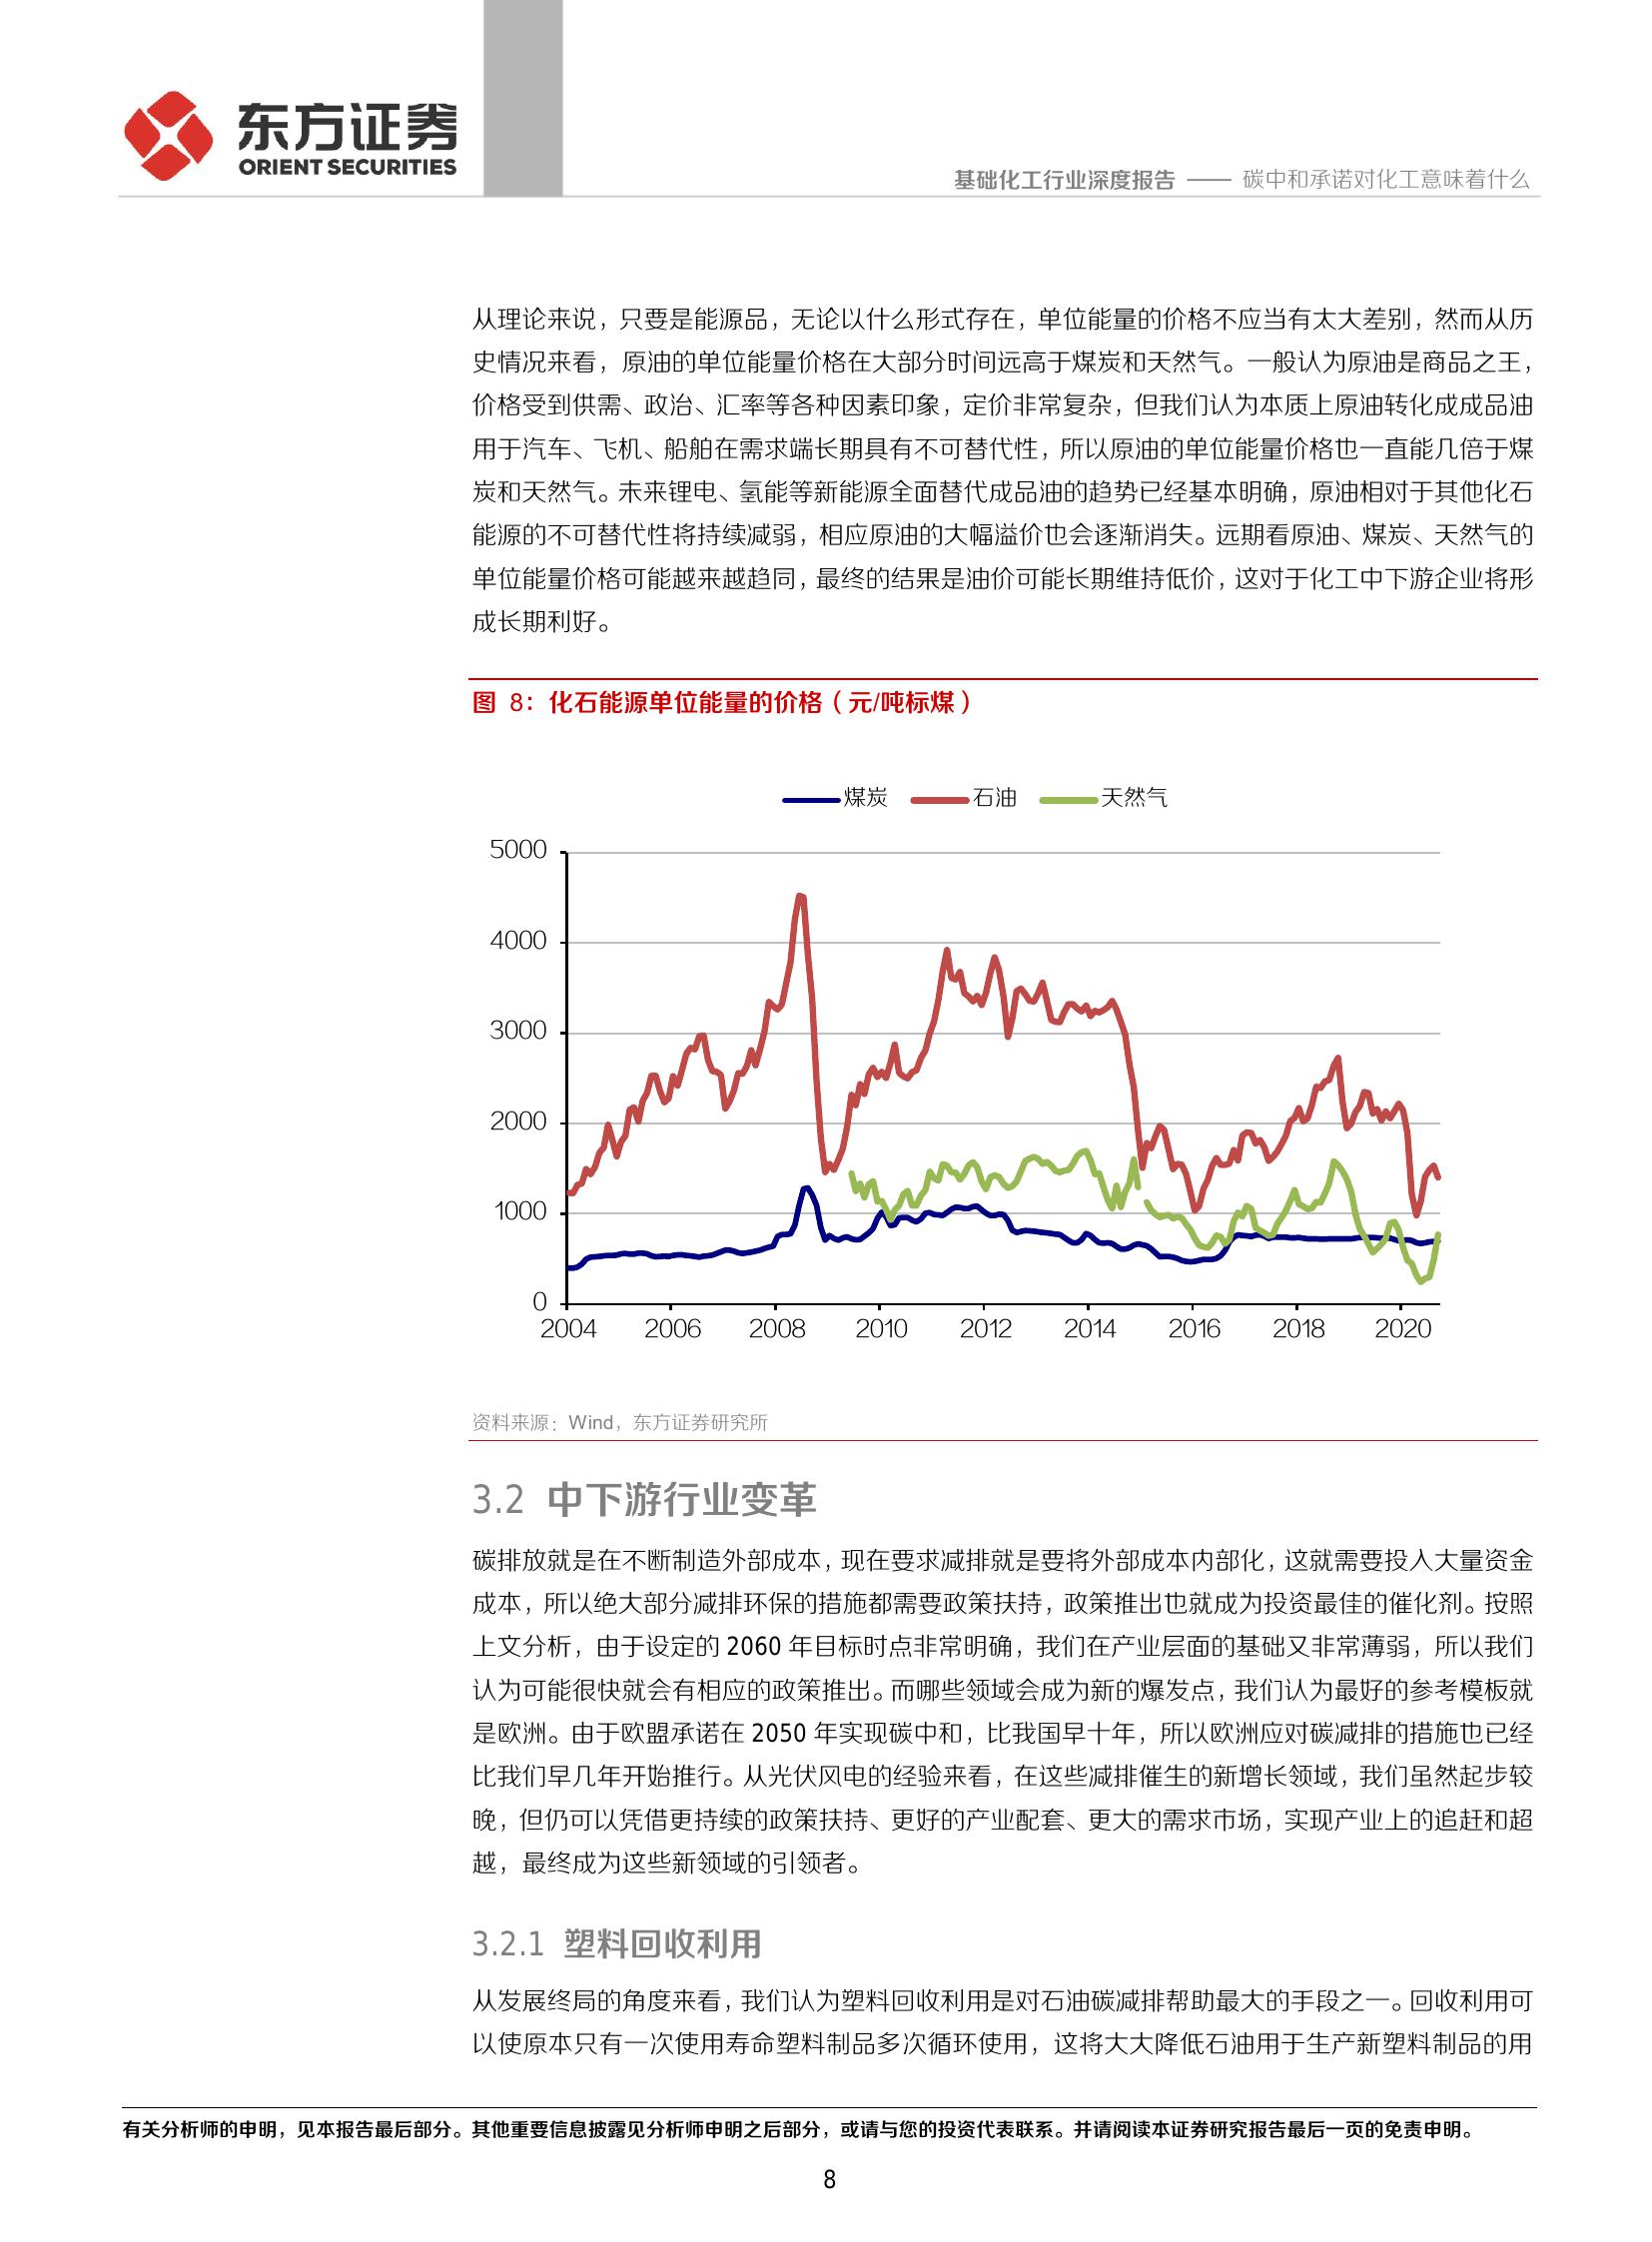 东方证券
ORIENT SECURITIES
基础化工行业深度报告 —— 碳中和承诺对化工意味着什么
从理论来说，只要是能源品，无论以什么形式存在，单位能量的价格不应当有太大差别，然而从历
史情况来看，原油的单位能量价格在大部分时间远高于煤炭和天然气。一般认为原油是商品之王，
价格受到供需、政治、汇率等各种因素印象，定价非常复杂，但我们认为本质上原油转化成成品油
用于汽车、飞机、船舶在需求端长期具有不可替代性，所以原油的单位能量价格也一直能几倍于煤
炭和天然气。未来锂电、氢能等新能源全面替代成品油的趋势已经基本明确，原油相对于其他化石
能源的不可替代性将持续减弱，相应原油的大幅溢价也会逐渐消失。远期看原油、煤炭、天然气的
单位能量价格可能越来越趋同，最终的结果是油价可能长期维持低价，这对于化工中下游企业将形
成长期利好。
图 8：化石能源单位能量的价格（元/吨标煤）
煤炭 石油 天然气
5000
4000
3000
2000
1000
0
2004 2006 2008 2010 2012 2014 2016 2018 2020
资料来源：Wind，东方证券研究所
3.2 中下游行业变革
碳排放就是在不断制造外部成本，现在要求减排就是要将外部成本内部化，这就需要投入大量资金
成本，所以绝大部分减排环保的措施都需要政策扶持，政策推出也就成为投资最佳的催化剂。按照
上文分析，由于设定的 2060 年目标时点非常明确，我们在产业层面的基础又非常薄弱，所以我们
认为可能很快就会有相应的政策推出。而哪些领域会成为新的爆发点，我们认为最好的参考模板就
是欧洲。由于欧盟承诺在 2050 年实现碳中和，比我国早十年，所以欧洲应对碳减排的措施也已经
比我们早几年开始推行。从光伏风电的经验来看，在这些减排催生的新增长领域，我们虽然起步较
晚，但仍可以凭借更持续的政策扶持、更好的产业配套、更大的需求市场，实现产业上的追赶和超
越，最终成为这些新领域的引领者。
3.2.1 塑料回收利用
从发展终局的角度来看，我们认为塑料回收利用是对石油碳减排帮助最大的手段之一。回收利用可
以使原本只有一次使用寿命塑料制品多次循环使用，这将大大降低石油用于生产新塑料制品的用
有关分析师的申明，见本报告最后部分。其他重要信息披露见分析师申明之后部分，或请与您的投资代表联系。并请阅读本证券研究报告最后一页的免责申明。
8